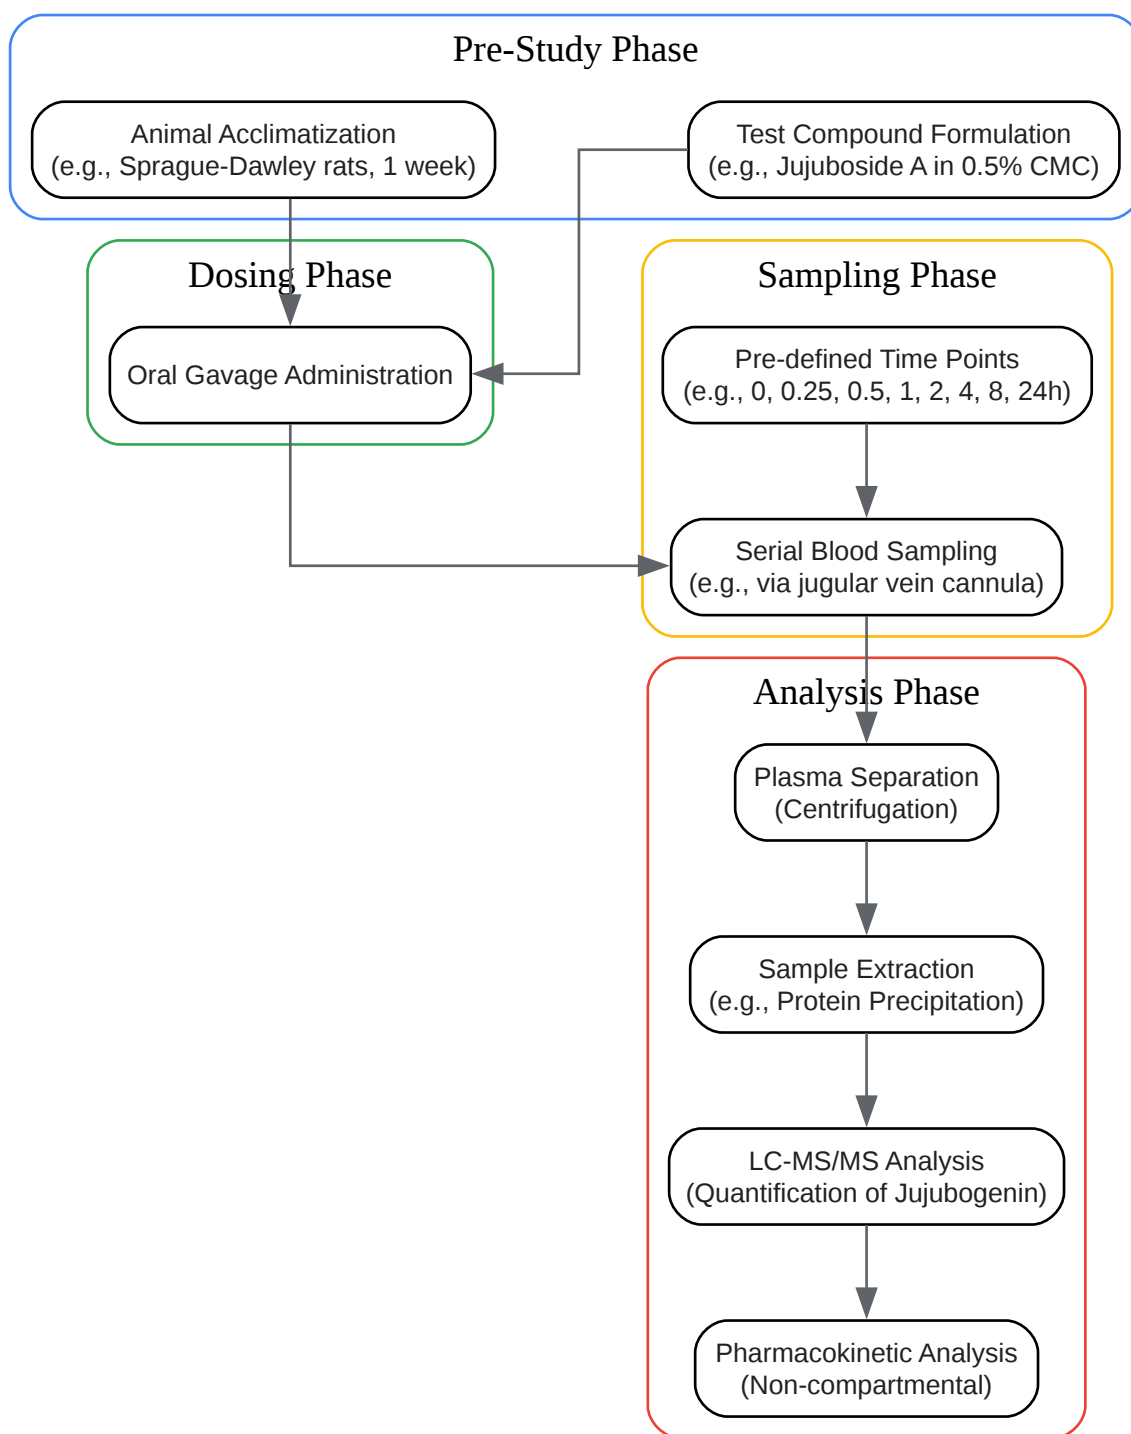 Pre-Study Phase
Animal Acclimatization
(e.g., Sprague-Dawley rats, 1 week)
Test Compound Formulation
(e.g., Jujuboside A in 0.5% CMC)
Dosing Phase
Oral Gavage Administration
Sampling Phase
Pre-defined Time Points
(e.g., 0, 0.25, 0.5, 1, 2, 4, 8, 24h)
Serial Blood Sampling
(e.g., via jugular vein cannula)
Analysis Phase
Plasma Separation
(Centrifugation)
Sample Extraction
(e.g., Protein Precipitation)
LC-MS/MS Analysis
(Quantification of Jujubogenin)
Pharmacokinetic Analysis
(Non-compartmental)